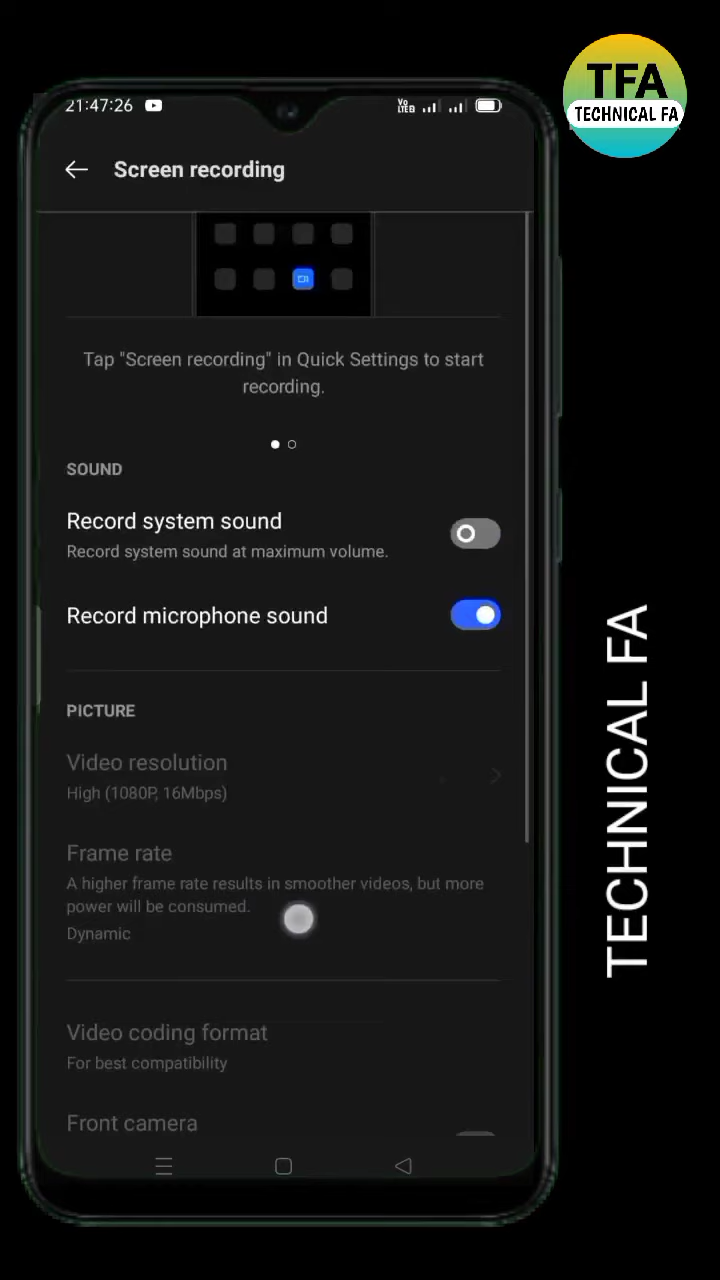 TFA
TECHNICAL FA
21:47:26
Vo
LTE
Screen recording
Tap "Screen recording" in Quick Settings to start
recording.
SOUND
Record system sound
Record system sound at maximum volume.
Record microphone sound
PICTURE
Video resolution
High (1080P, 16Mbps)
Frame rate
A higher frame rate results in smoother videos, but more
power will be consumed.
Dynamic
Video coding format
For best compatibility
Front camera
TECHNICAL FA